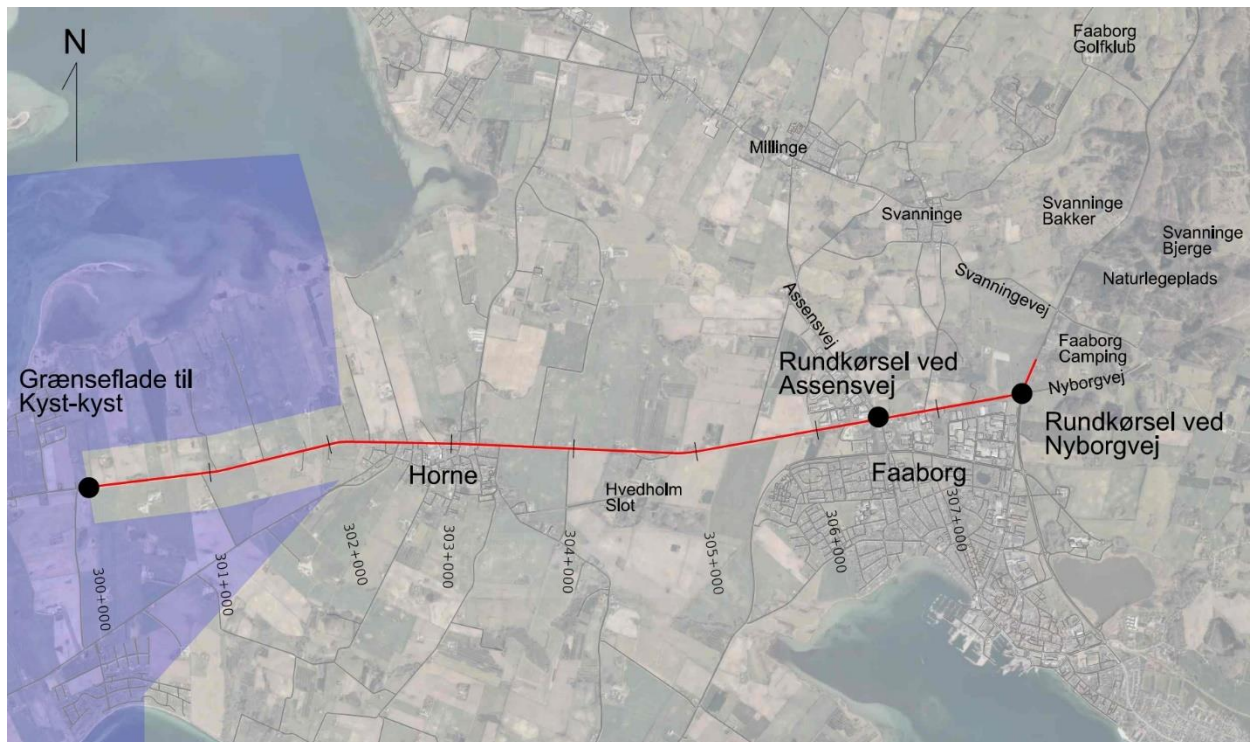 N
Faaborg
Golfklub
Millinge
Svanninge
Svanninge
Bakker
Svanninge
Bjerge
Naturlegeplads
Svanningevej
Assensvej
Faaborg
Camping
Nyborgvej
Rundkørsel ved
Assensvej
Rundkørsel ved
Nyborgvej
Grænseflade til
Kyst-kyst
Horne
Faaborg
Hvedholm
Slot
300+000
301+000
302+000
303+000
304+000
305+000
306+000
307+000